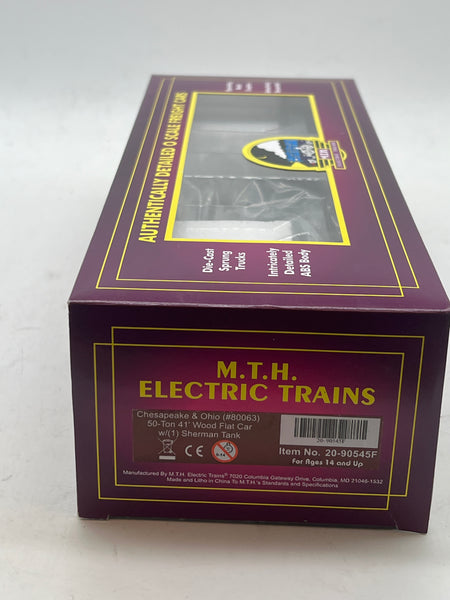 AUTHENTICALLY DETAILED O SCALE FREIGHT CARS
Die-Cast
Sprung
Trucks
Intricately
Detailed
ABS Body
M.T.H.
ELECTRIC TRAINS
Chesapeake & Ohio (#80063)
50-Ton 41' Wood Flat Car
w/(1) Sherman Tank
20-90545F
CE
0-3
Item No. 20-90545F
For Ages 14 and Up
Manufactured By M.T.H. Electric Trains® 7020 Columbia Gateway Drive, Columbia, MD 21046-1532
Made and Litho in China To M.T.H.'s Standards and Specifications